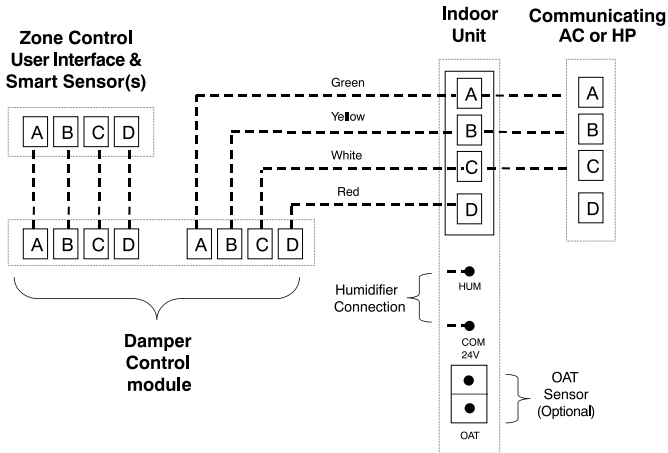 Indoor
Unit
Communicating
AC or HP
Zone Control
User Interface &
Smart Sensor(s)
A B C D
Green
Yellow
White
Red
A
B
C
D
A
B
C
D
A B C D
A B C D
Damper
Control
module
Humidifier
Connection
HUM
COM
24V
OAT
Sensor
(Optional)
OAT